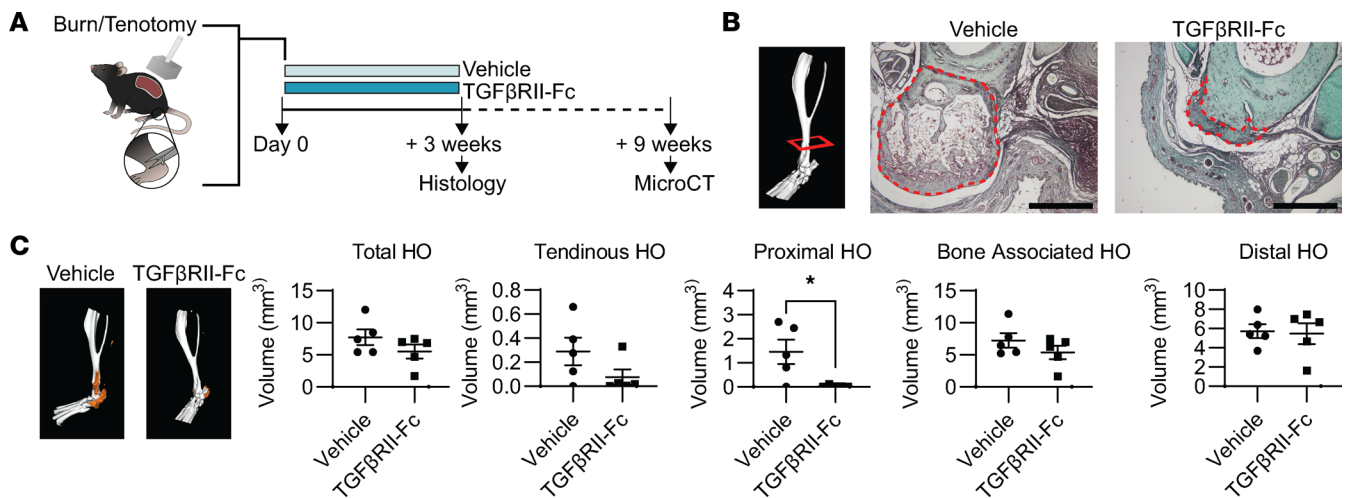 A
Burn/Tenotomy
Vehicle
TGFβRII-Fc
Day 0
+ 3 weeks
+ 9 weeks
Histology
MicroCT
B
Vehicle
TGFβRII-Fc
C
Vehicle
TGFβRII-Fc
Total HO
Volume (mm³)
15
10
5
0
Vehicle
TGFβRII-Fc
Tendinous HO
Volume (mm³)
0.8
0.6
0.4
0.2
0.0
Vehicle
TGFβRII-Fc
Proximal HO
Volume (mm³)
4
3
2
1
0
*
Vehicle
TGFβRII-Fc
Bone Associated HO
Volume (mm³)
15
10
5
0
Vehicle
TGFβRII-Fc
Distal HO
Volume (mm³)
10
8
6
4
2
0
Vehicle
TGFβRII-Fc